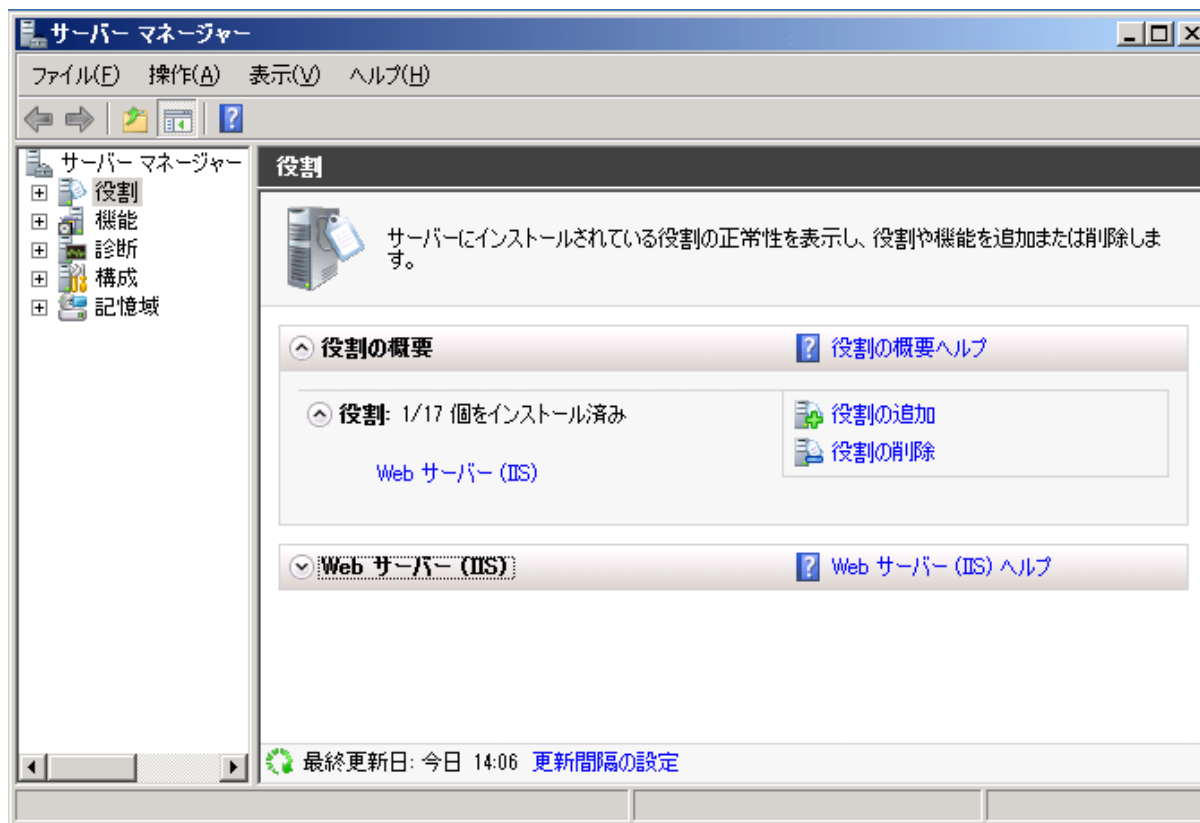 サーバー マネージャー
ファイル(F) 操作(A) 表示(V) ヘルプ(H)
サーバー マネージャー
役割
機能
診断
構成
記憶域
役割
サーバーにインストールされている役割の正常性を表示し、役割や機能を追加または削除しま
す。
役割の概要
役割の概要ヘルプ
役割: 1/17 個をインストール済み
役割の追加
役割の削除
Web サーバー (IIS)
Web サーバー (IIS)
Web サーバー (IIS) ヘルプ
最終更新日: 今日 14:06 更新間隔の設定